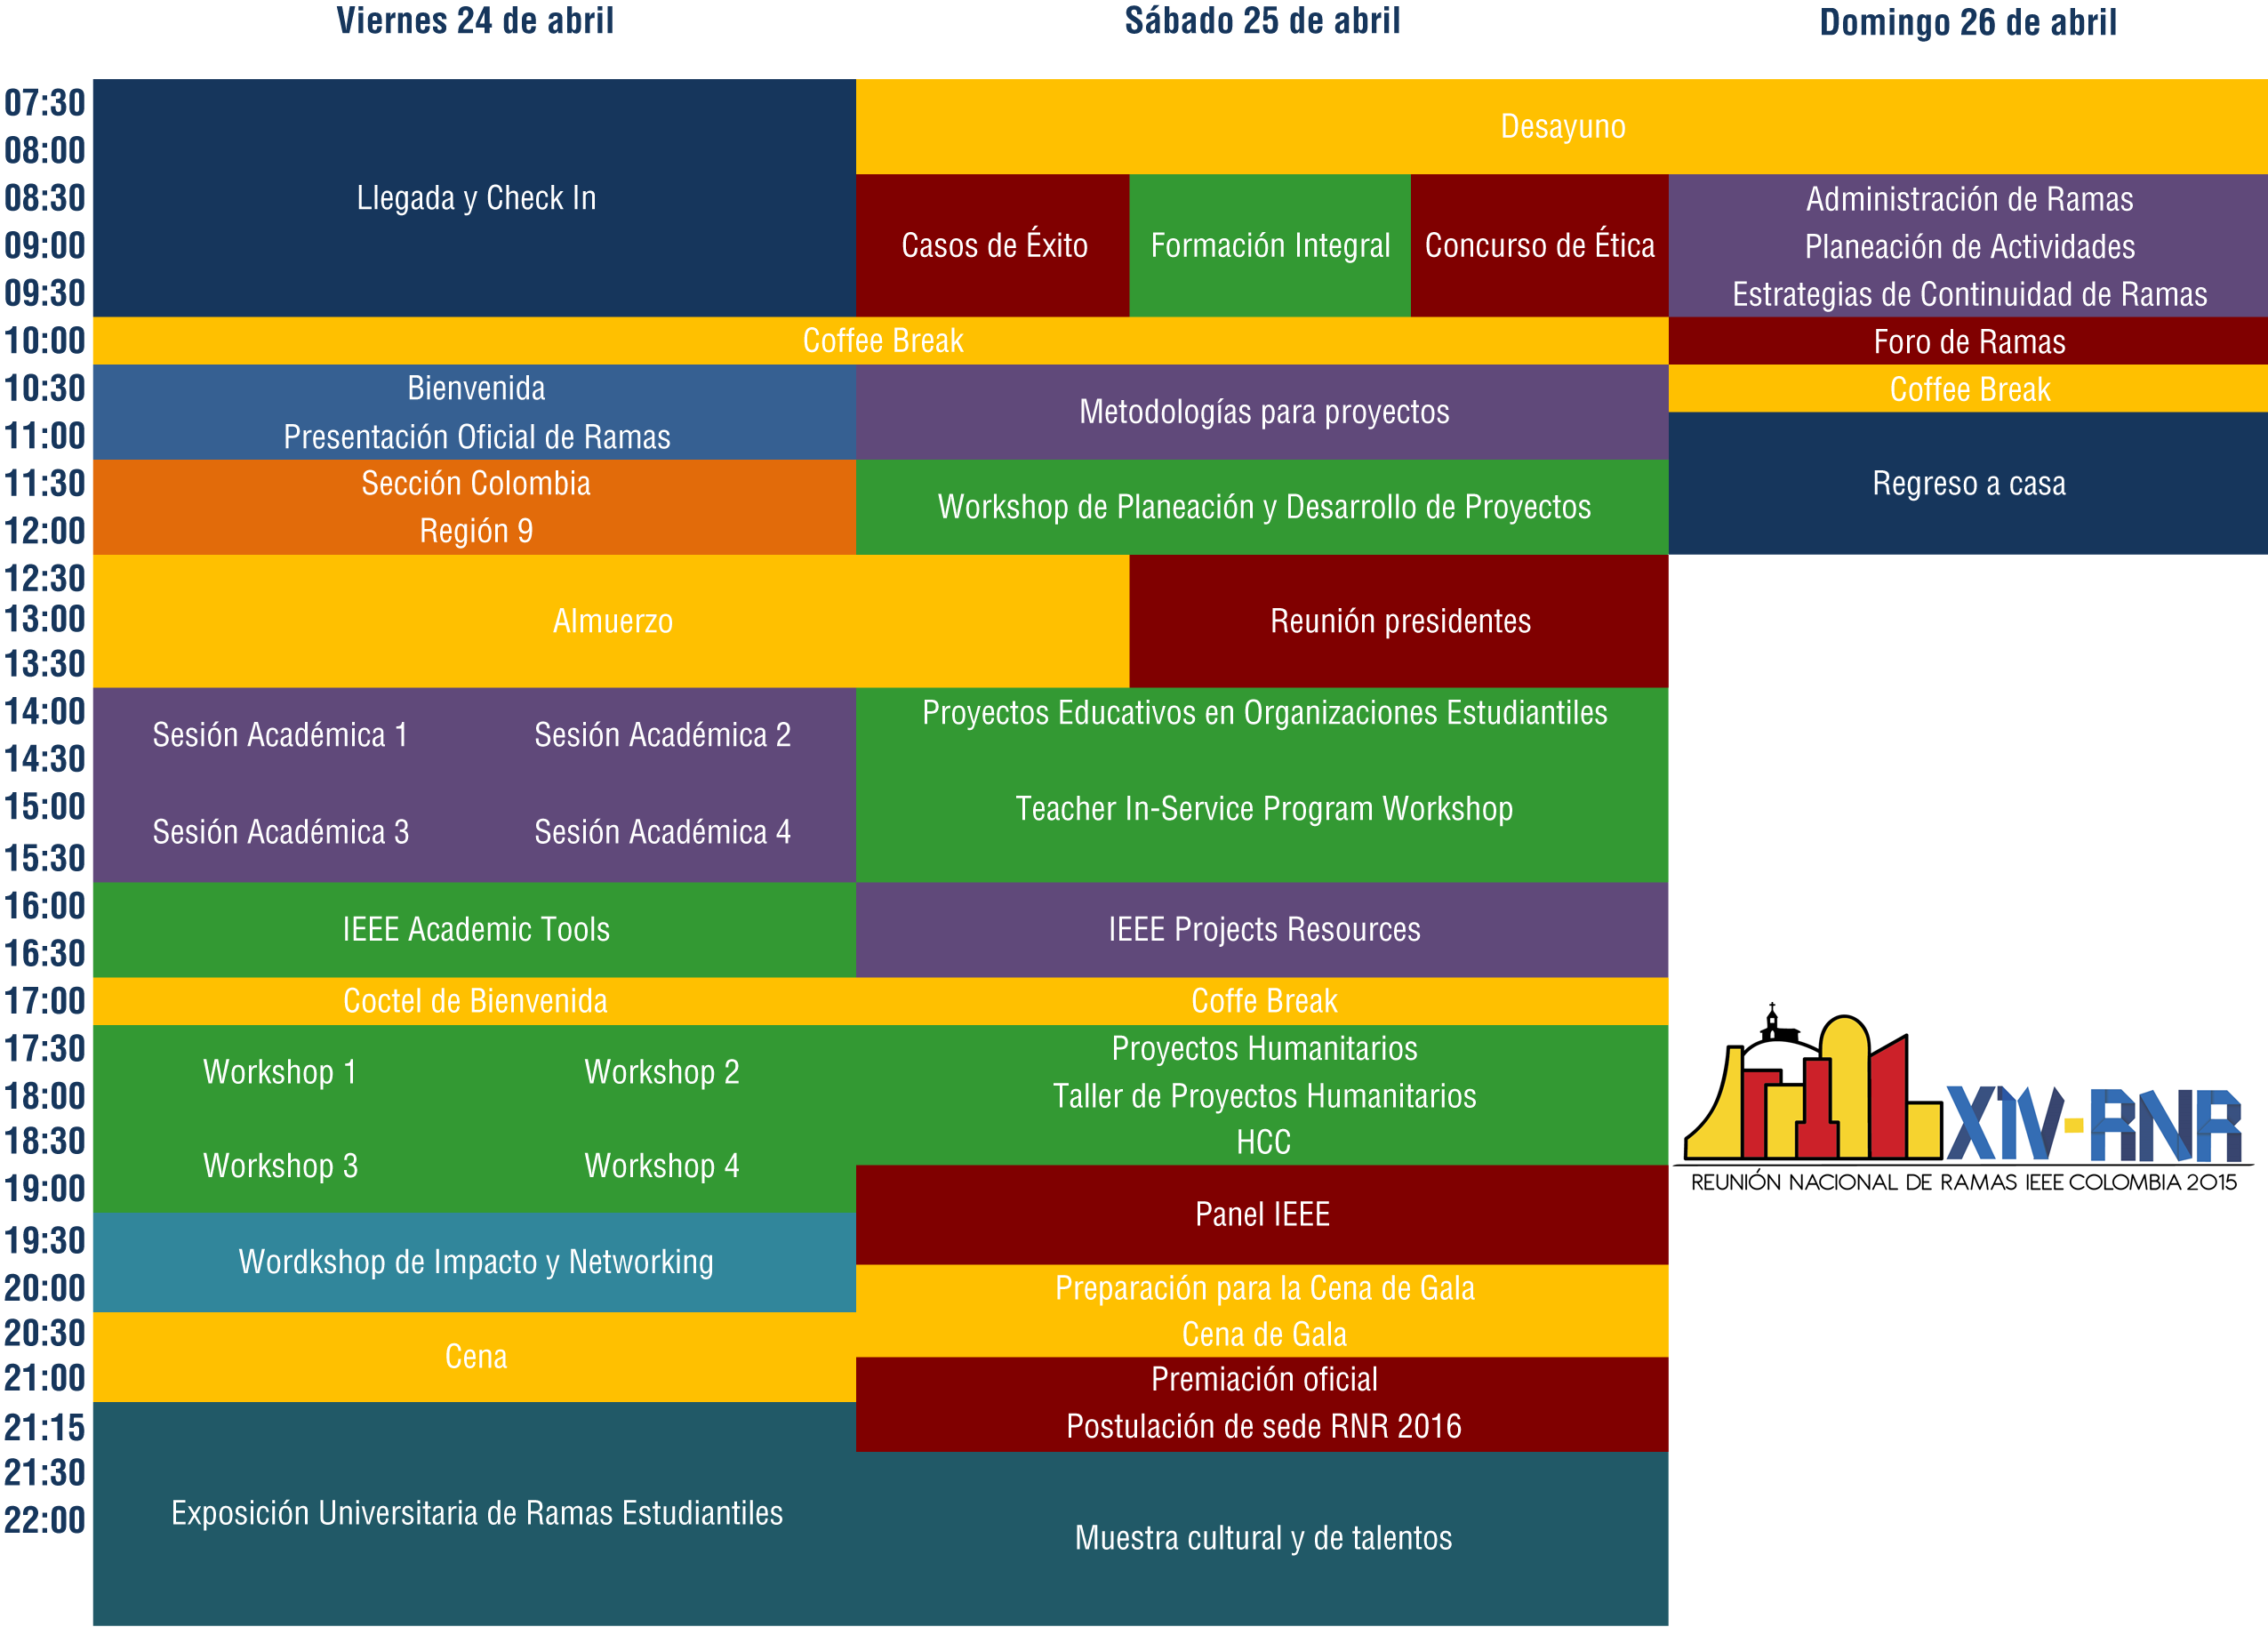 Viernes 24 de abril
Sábado 25 de abril
Domingo 26 de abril
07:30
Desayuno
08:00
Llegada y Check In
08:30
Administración de Ramas
09:00
Casos de Éxito
Formación Integral
Concurso de Ética
Planeación de Actividades
09:30
Estrategias de Continuidad de Ramas
10:00
Coffee Break
Foro de Ramas
10:30
Bienvenida
Metodologías para proyectos
Coffee Break
11:00
Presentación Oficial de Ramas
11:30
Sección Colombia
Workshop de Planeación y Desarrollo de Proyectos
Regreso a casa
12:00
Región 9
12:30
13:00
Almuerzo
Reunión presidentes
13:30
14:00
Sesión Académica 1
Sesión Académica 2
Proyectos Educativos en Organizaciones Estudiantiles
14:30
15:00
Teacher In-Service Program Workshop
Sesión Académica 3
Sesión Académica 4
15:30
16:00
IEEE Academic Tools
IEEE Projects Resources
16:30
17:00
Coctel de Bienvenida
Coffe Break
17:30
Workshop 1
Workshop 2
Proyectos Humanitarios
18:00
Taller de Proyectos Humanitarios
18:30
HCC
Workshop 3
Workshop 4
19:00
Panel IEEE
19:30
Wordkshop de Impacto y Networking
20:00
Preparación para la Cena de Gala
20:30
Cena de Gala
Cena
21:00
Premiación oficial
21:15
Postulación de sede RNR 2016
21:30
22:00
Exposición Universitaria de Ramas Estudiantiles
Muestra cultural y de talentos
XIV-RNR
REUNIÓN NACIONAL DE RAMAS IEEE COLOMBIA 2015